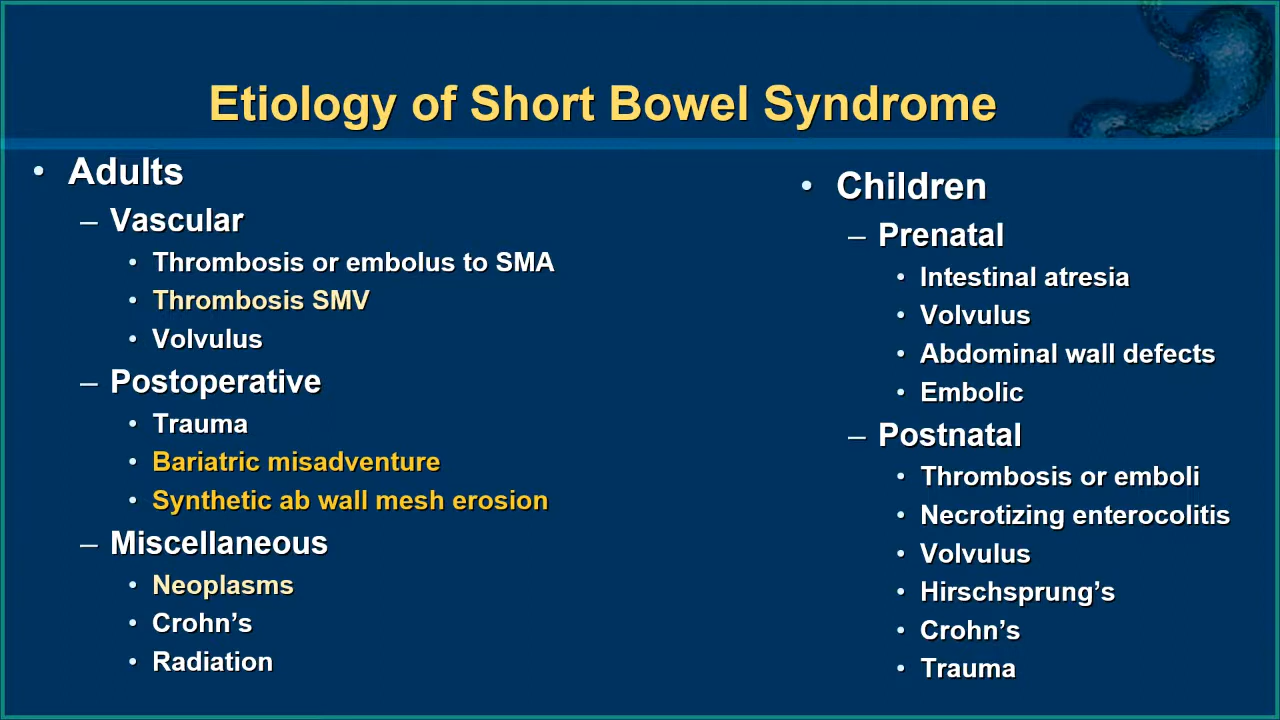 Etiology of Short Bowel Syndrome
• Adults
– Vascular
• Thrombosis or embolus to SMA
• Thrombosis SMV
• Volvulus
– Postoperative
• Trauma
• Bariatric misadventure
• Synthetic ab wall mesh erosion
– Miscellaneous
• Neoplasms
• Crohn’s
• Radiation
• Children
– Prenatal
• Intestinal atresia
• Volvulus
• Abdominal wall defects
• Embolic
– Postnatal
• Thrombosis or emboli
• Necrotizing enterocolitis
• Volvulus
• Hirschsprung’s
• Crohn’s
• Trauma